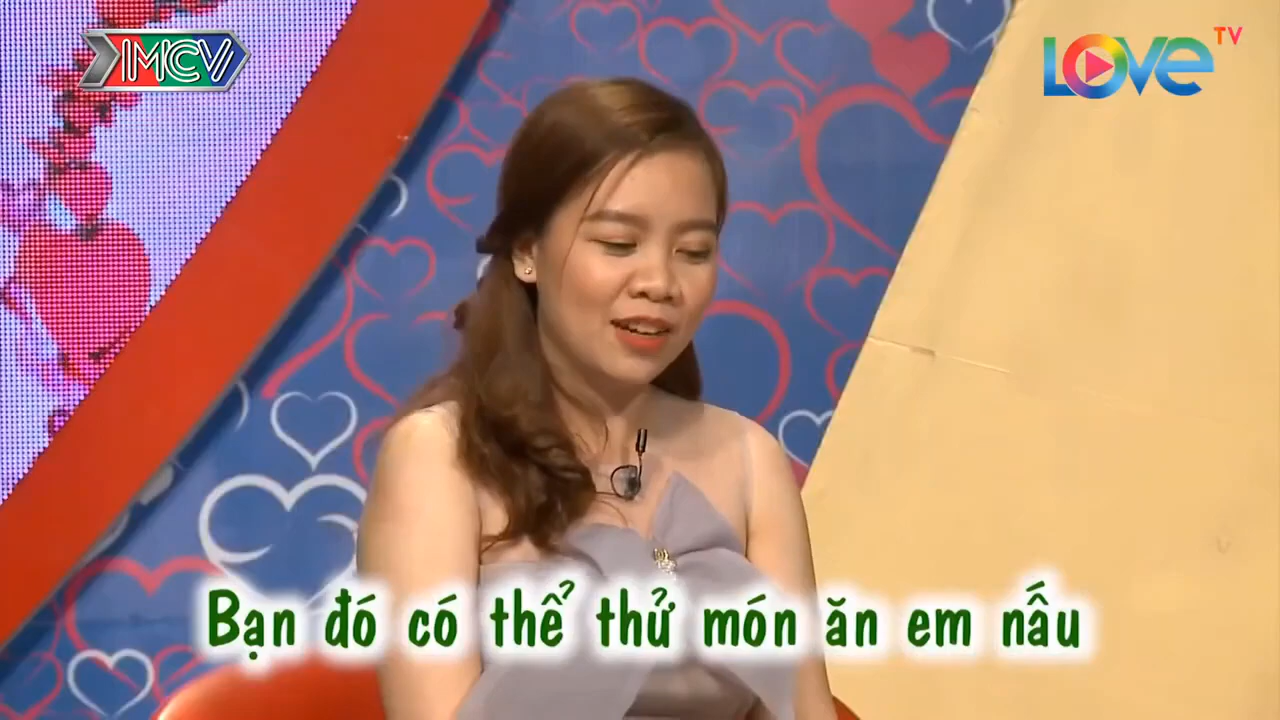 MCV
LOVE TV
Bạn đó có thể thử món ăn em nấu